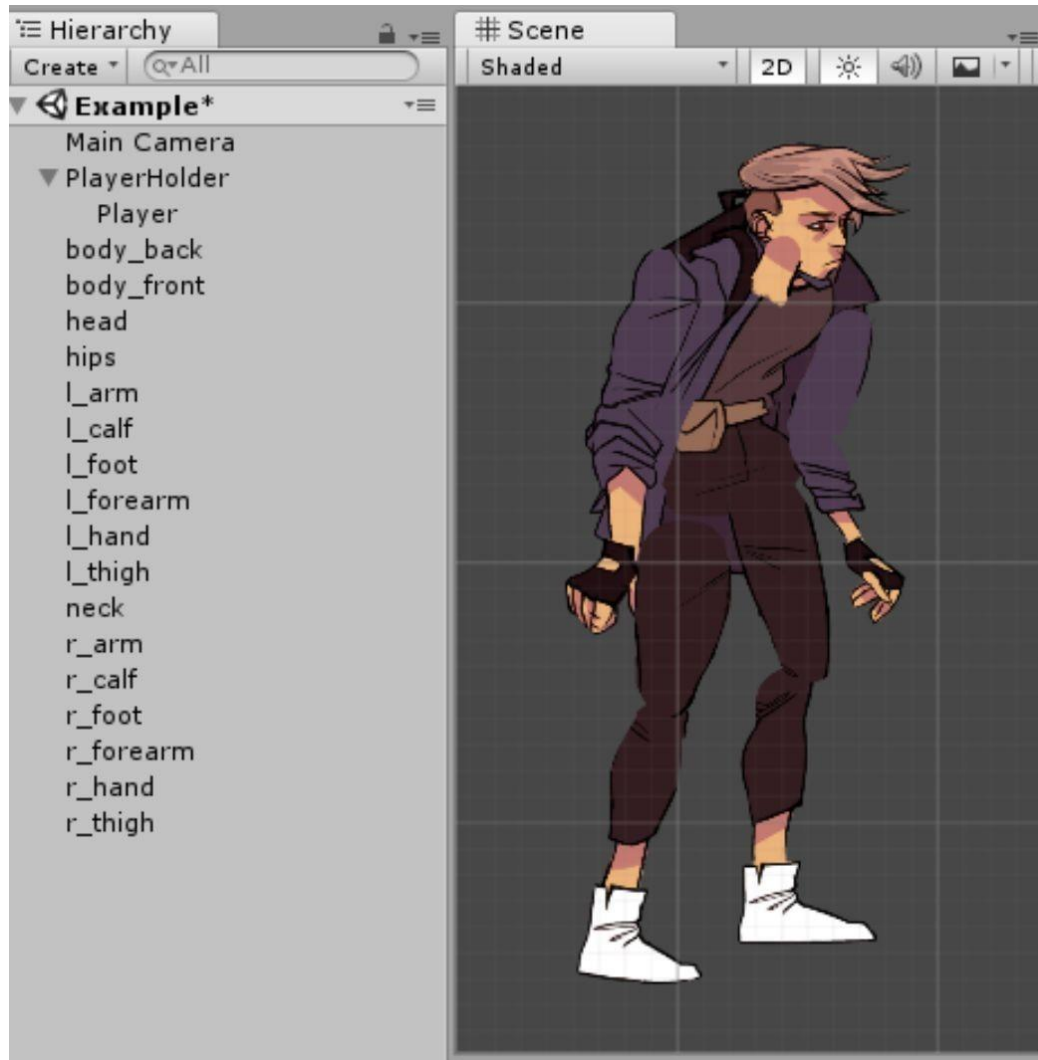 Hierarchy
Create
All
Example*
Main Camera
PlayerHolder
Player
body_back
body_front
head
hips
l_arm
l_calf
l_foot
l_forearm
l_hand
l_thigh
neck
r_arm
r_calf
r_foot
r_forearm
r_hand
r_thigh
Scene
Shaded
2D